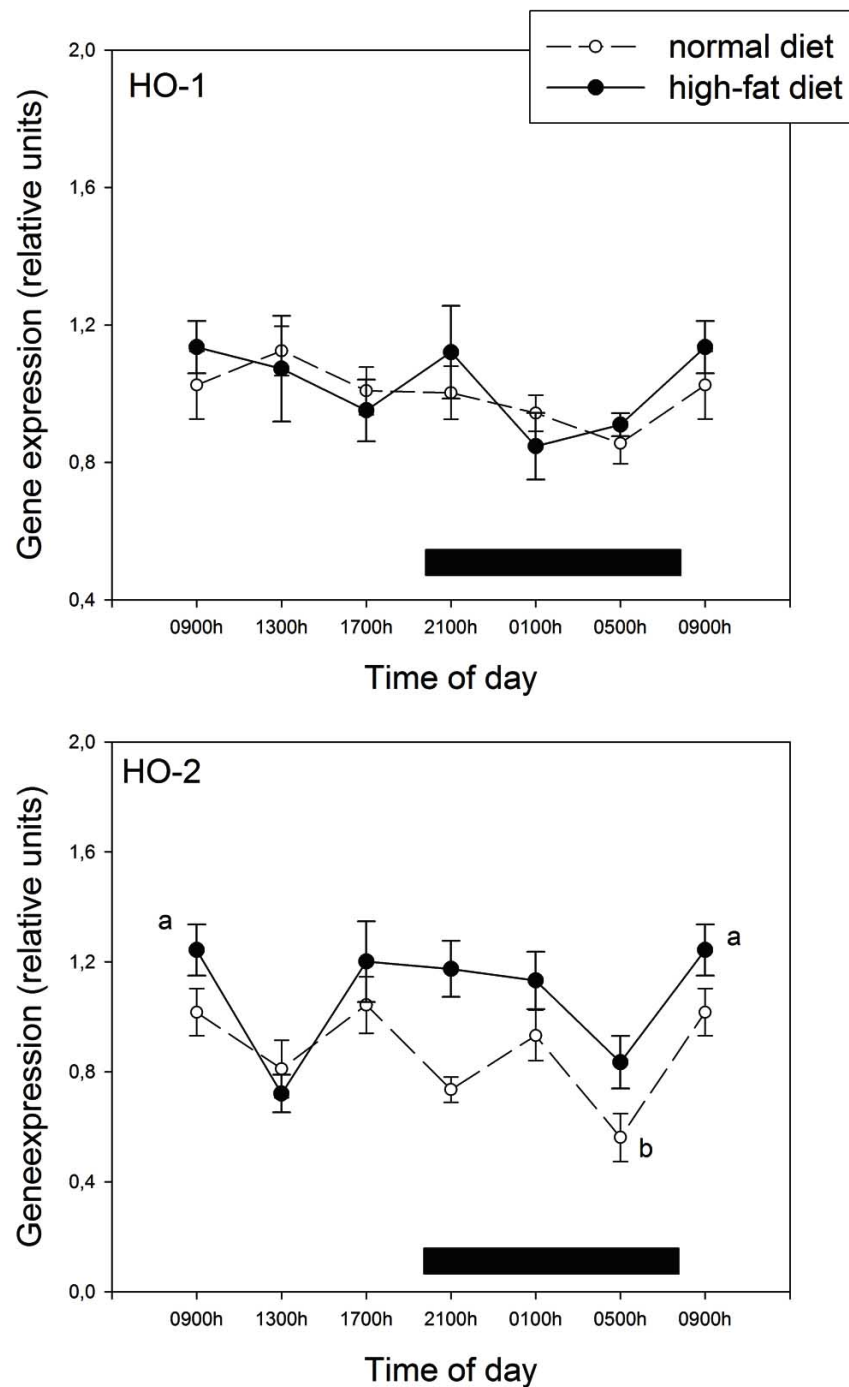 normal diet
high-fat diet
HO-1
Gene expression (relative units)
2,0
1,6
1,2
0,8
0,4
0900h 1300h 1700h 2100h 0100h 0500h 0900h
Time of day
HO-2
Geneexpression (relative units)
2,0
1,6
1,2
0,8
0,4
0,0
a
a
b
0900h 1300h 1700h 2100h 0100h 0500h 0900h
Time of day